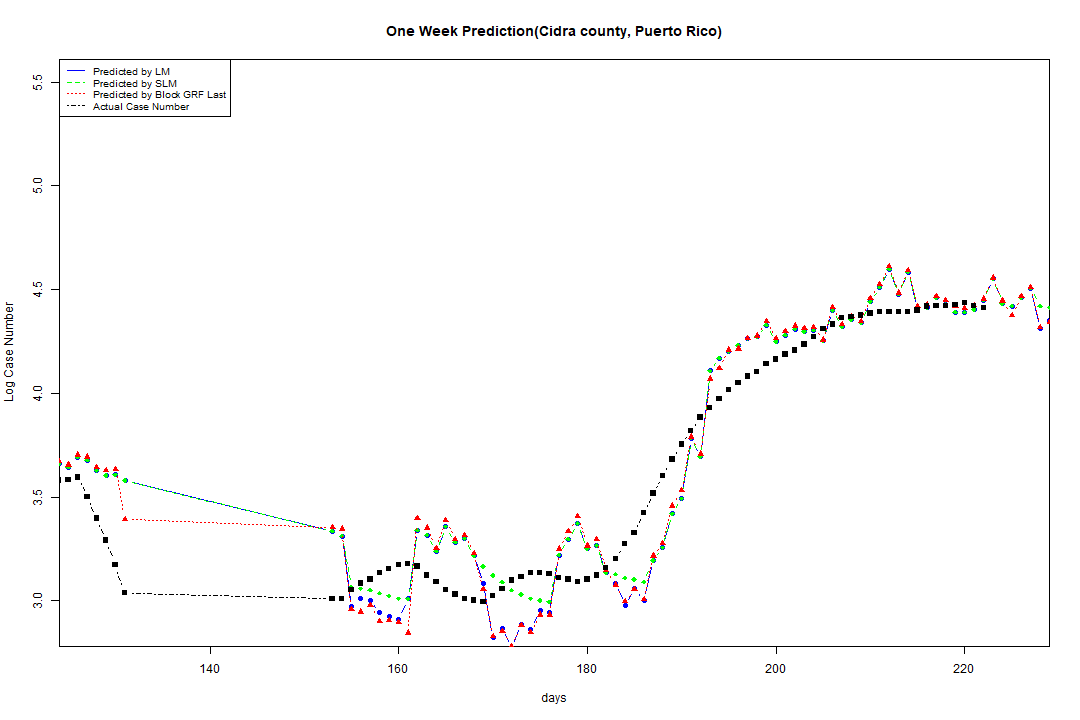 One Week Prediction(Cidra county, Puerto Rico)
Predicted by LM
Predicted by SLM
Predicted by Block GRF Last
Actual Case Number
5.5
5.0
4.5
4.0
3.5
3.0
Log Case Number
140 160 180 200 220
days